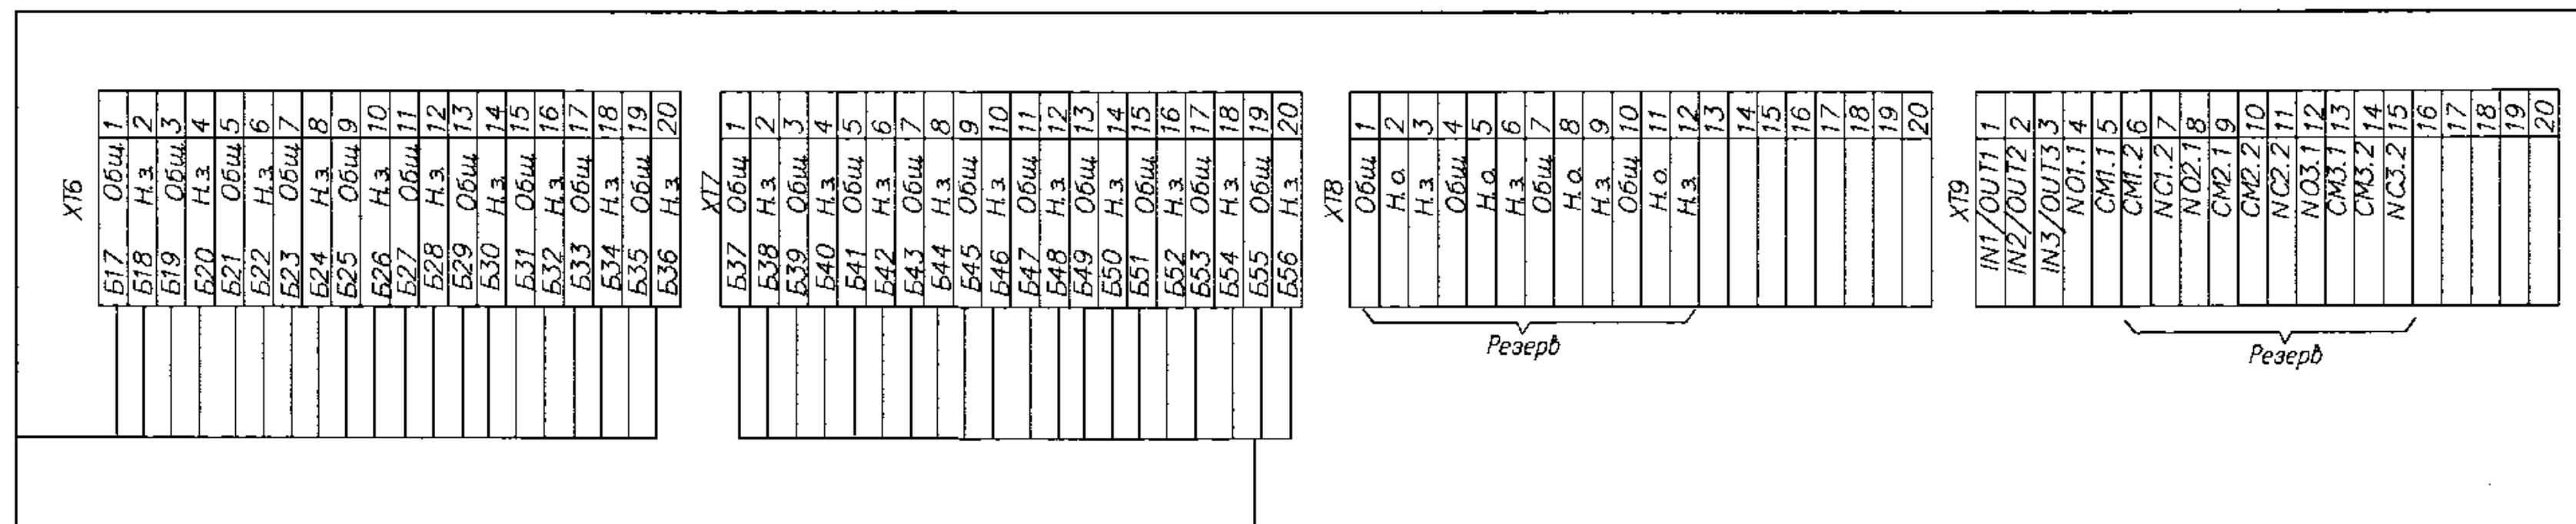 XT6
Б17 Общ 1
Б18 Н.з. 2
Б19 Общ 3
Б20 Н.з. 4
Б21 Общ 5
Б22 Н.з. 6
Б23 Общ 7
Б24 Н.з. 8
Б25 Общ 9
Б26 Н.з. 10
Б27 Общ 11
Б28 Н.з. 12
Б29 Общ 13
Б30 Н.з. 14
Б31 Общ 15
Б32 Н.з. 16
Б33 Общ 17
Б34 Н.з. 18
Б35 Общ 19
Б36 Н.з. 20
XT7
Б37 Общ 1
Б38 Н.з. 2
Б39 Общ 3
Б40 Н.з. 4
Б41 Общ 5
Б42 Н.з. 6
Б43 Общ 7
Б44 Н.з. 8
Б45 Общ 9
Б46 Н.з. 10
Б47 Общ 11
Б48 Н.з. 12
Б49 Общ 13
Б50 Н.з. 14
Б51 Общ 15
Б52 Н.з. 16
Б53 Общ 17
Б54 Н.з. 18
Б55 Общ 19
Б56 Н.з. 20
XT8
Общ 1
Н.о. 2
Н.з. 3
Общ 4
Н.о. 5
Н.з. 6
Общ 7
Н.о. 8
Н.з. 9
Общ 10
Н.о. 11
Н.з. 12
13
14
15
16
17
18
19
20
Резерв
XT9
IN1/OUT1 1
IN2/OUT2 2
IN3/OUT3 3
NO1.1 4
CM1.1 5
CM1.2 6
NC1.2 7
NO2.1 8
CM2.1 9
CM2.2 10
NC2.2 11
NO3.1 12
CM3.1 13
CM3.2 14
NC3.2 15
16
17
18
19
20
Резерв